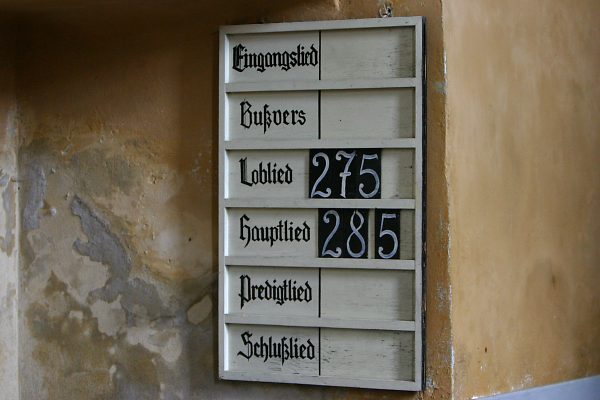 Eingangslied
Bußvers
Loblied 275
Hauptlied 285
Predigtlied
Schlußlied